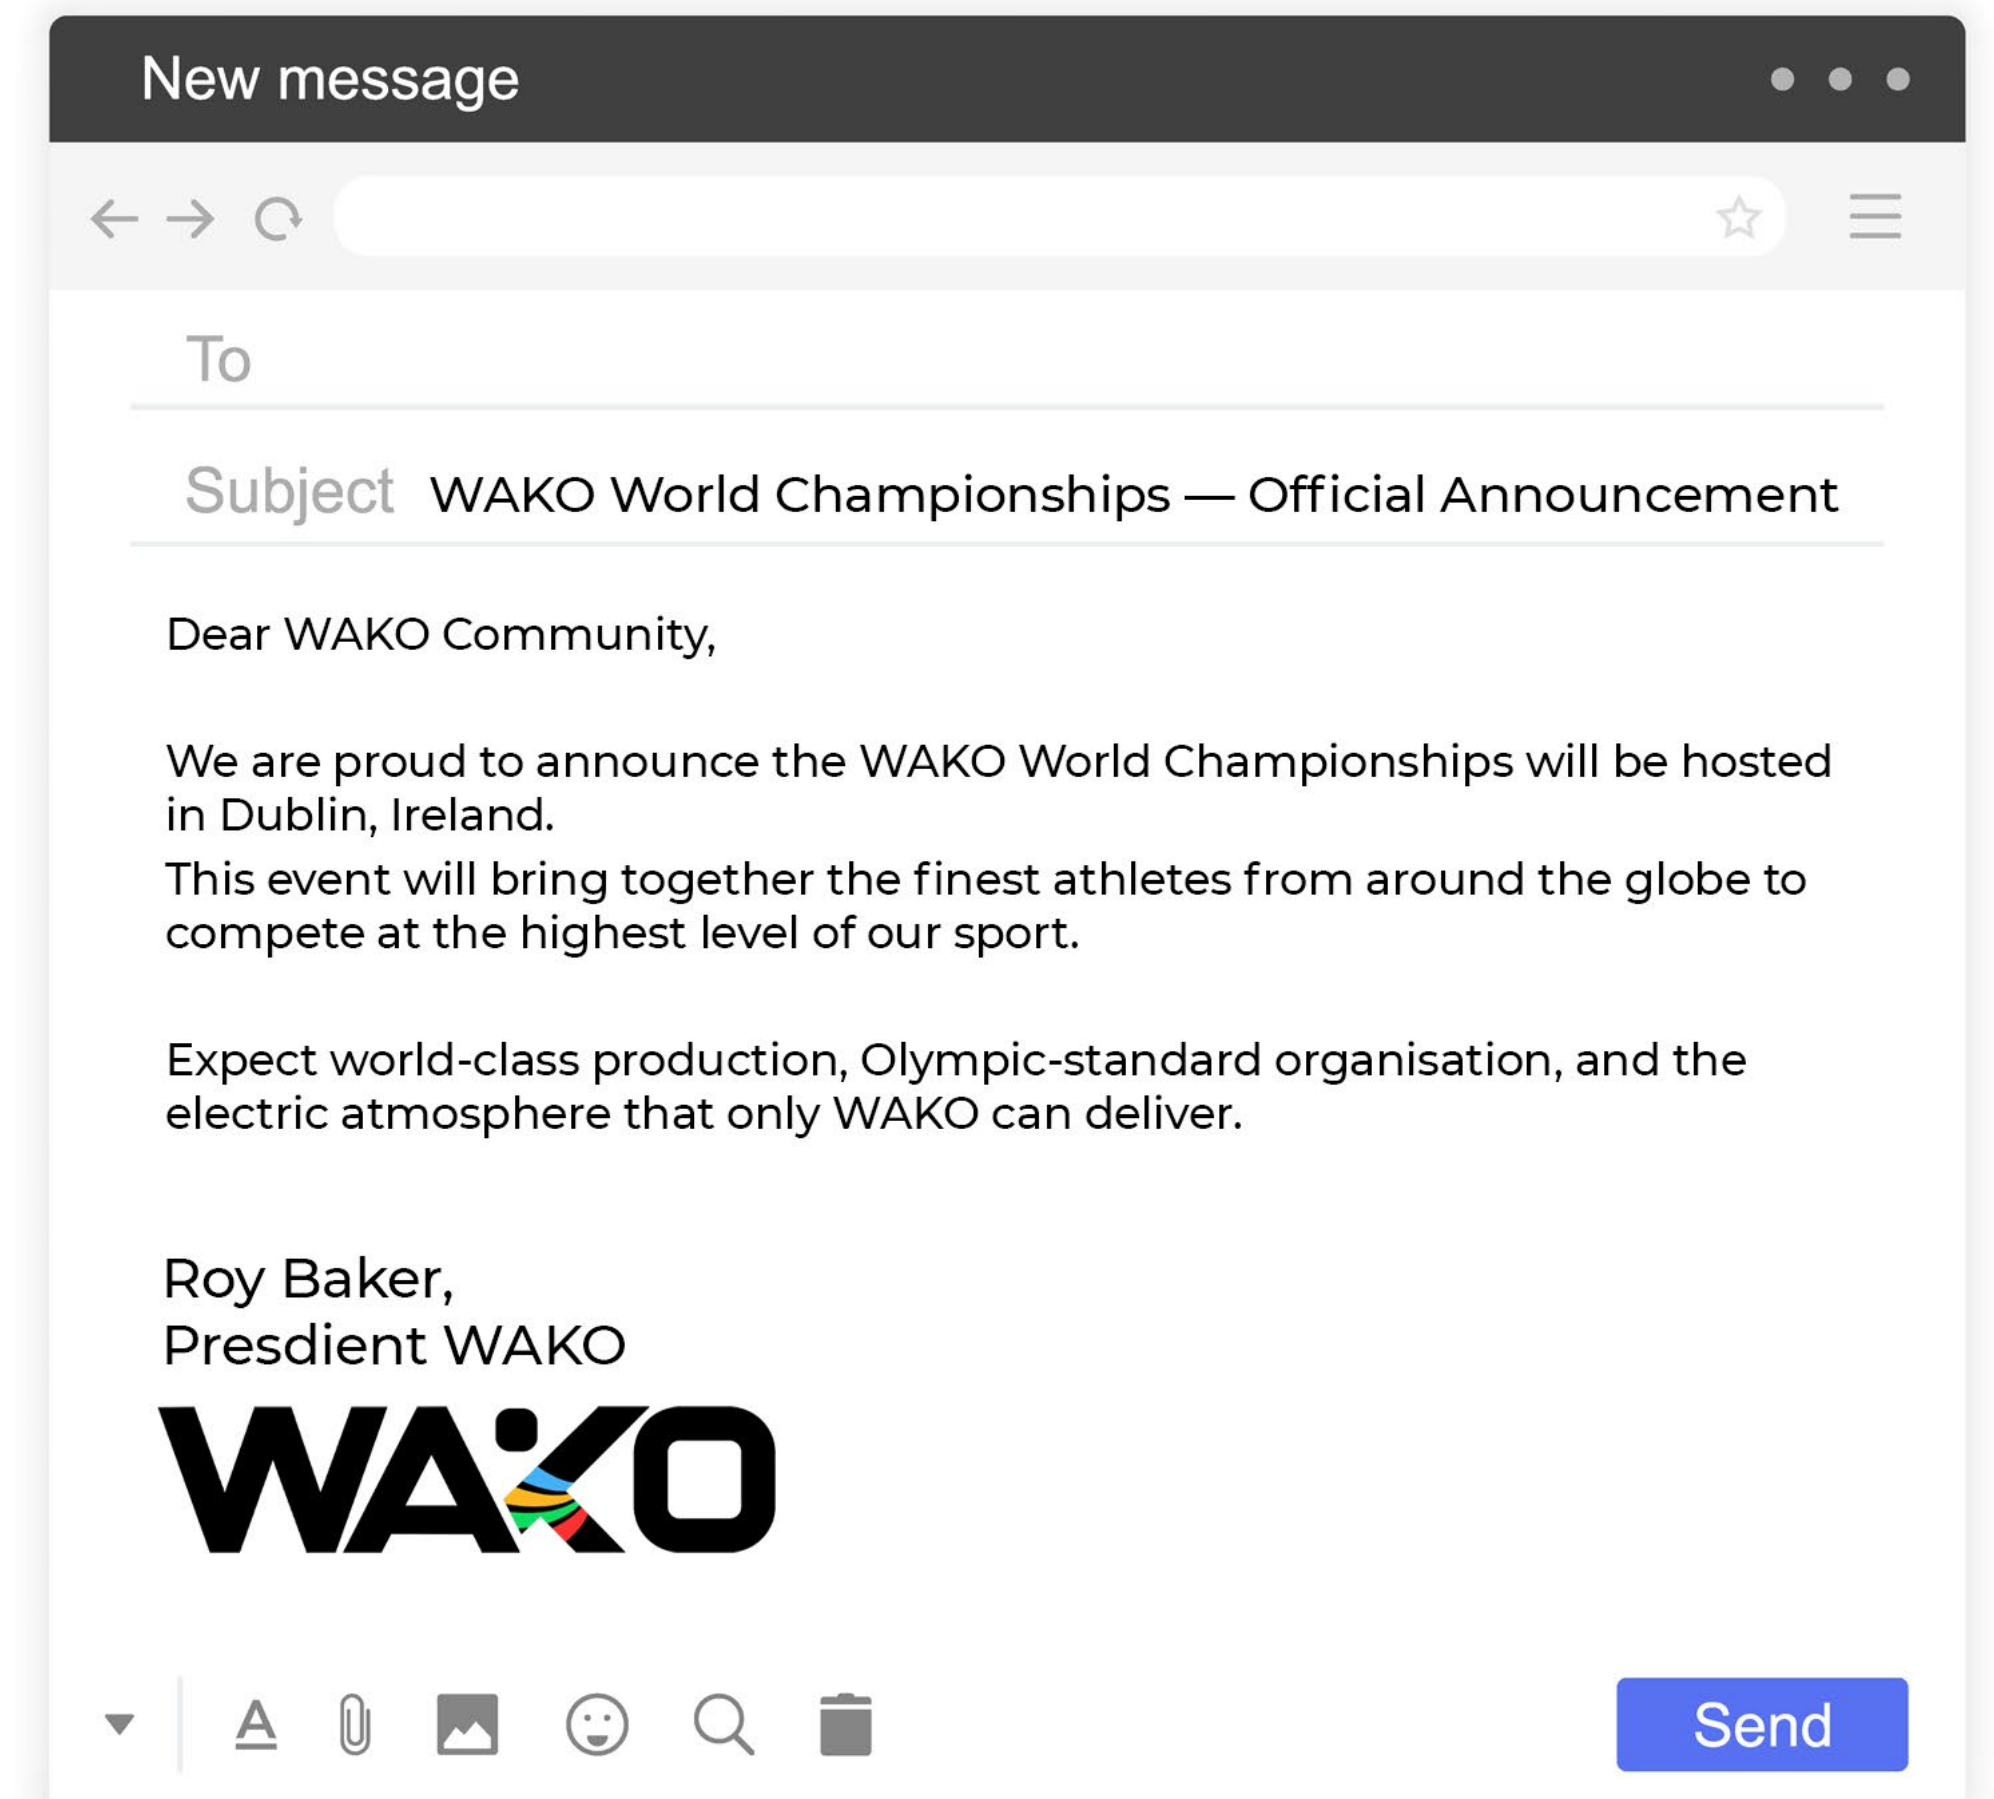 New message
To
Subject WAKO World Championships — Official Announcement
Dear WAKO Community,
We are proud to announce the WAKO World Championships will be hosted
in Dublin, Ireland.
This event will bring together the finest athletes from around the globe to
compete at the highest level of our sport.
Expect world-class production, Olympic-standard organisation, and the
electric atmosphere that only WAKO can deliver.
Roy Baker,
Presdient WAKO
WAKO
Send